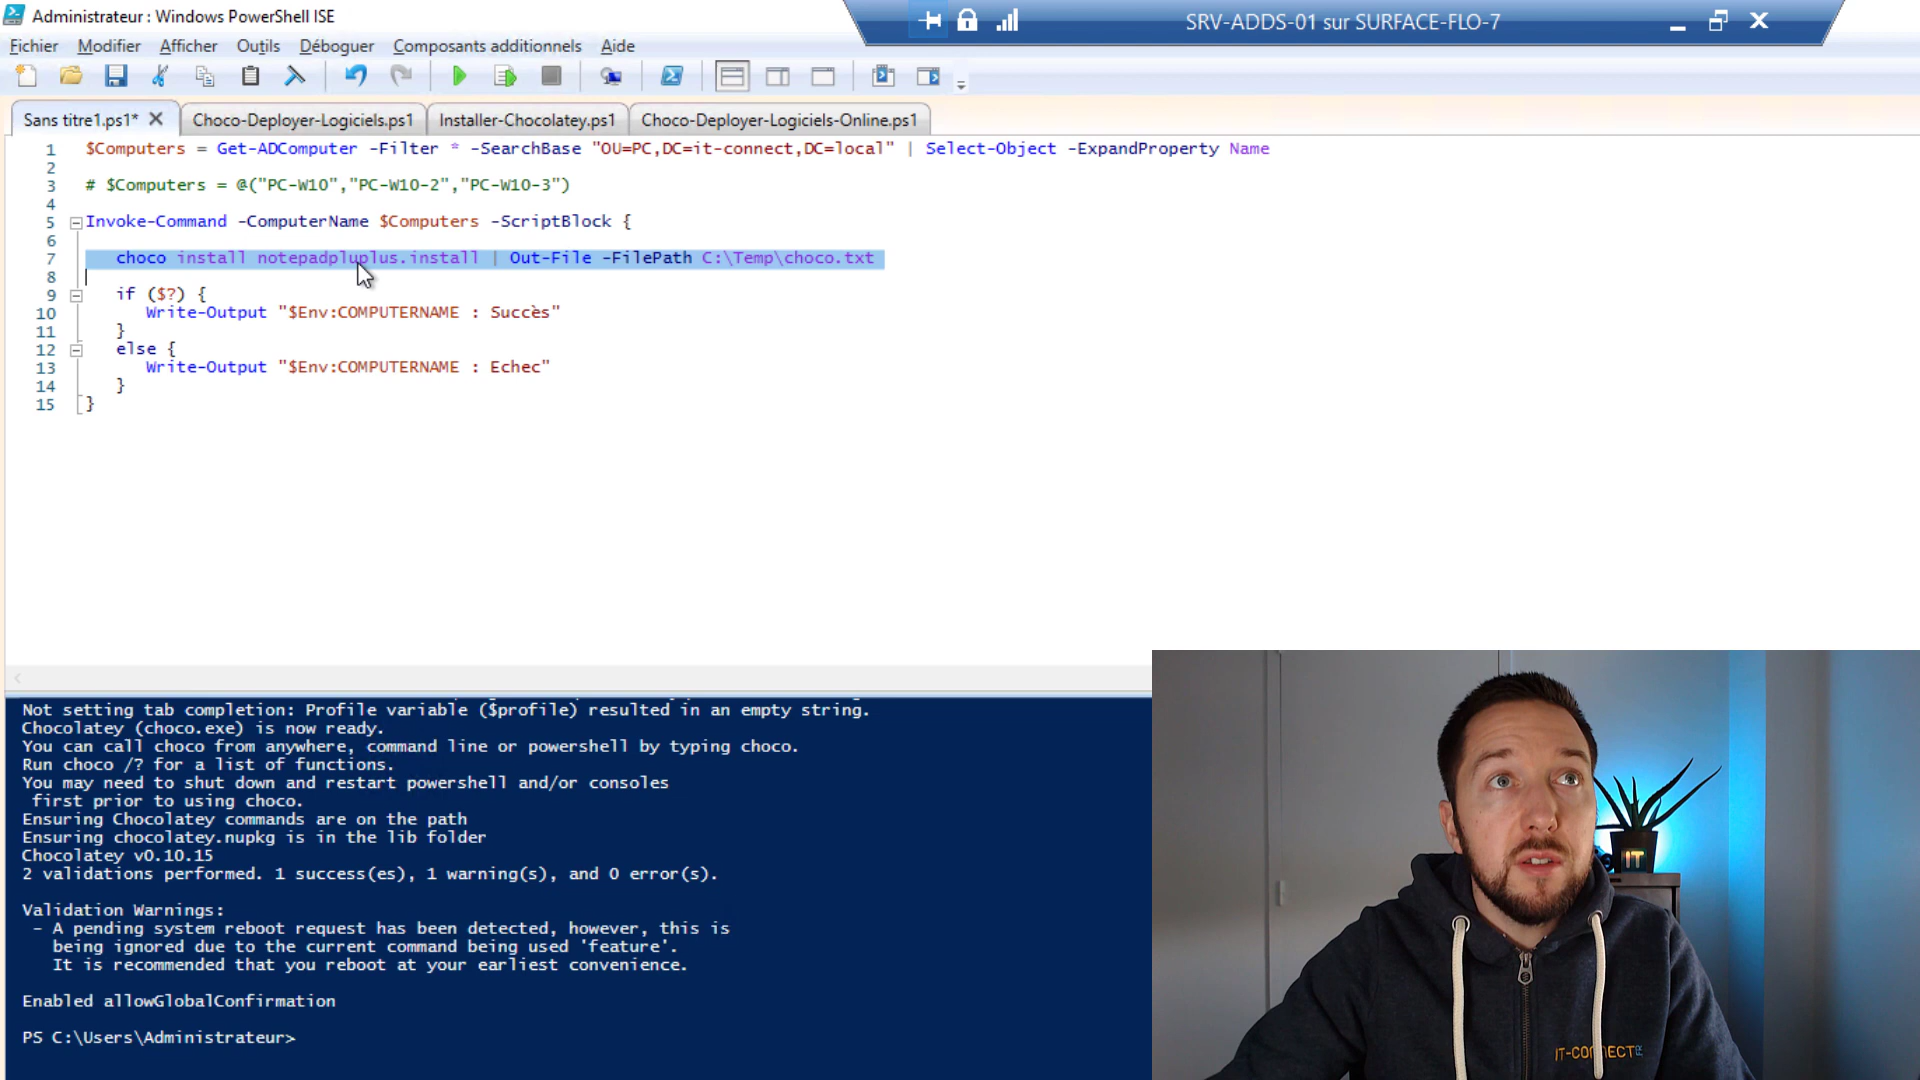 Administrateur : Windows PowerShell ISE
SRV-ADDS-01 sur SURFACE-FLO-7
Fichier Modifier Afficher Outils Déboguer Composants additionnels Aide
Sans titre1.ps1* Choco-Deployer-Logiciels.ps1 Installer-Chocolatey.ps1 Choco-Deployer-Logiciels-Online.ps1
1 $Computers = Get-ADComputer -Filter * -SearchBase "OU=PC,DC=it-connect,DC=local" | Select-Object -ExpandProperty Name
2
3 # $Computers = @("PC-W10","PC-W10-2","PC-W10-3")
4
5 Invoke-Command -ComputerName $Computers -ScriptBlock {
6
7 choco install notepadplusplus.install | Out-File -FilePath C:\Temp\choco.txt
8
9 if ($?) {
10 Write-Output "$Env:COMPUTERNAME : Succès"
11 }
12 else {
13 Write-Output "$Env:COMPUTERNAME : Echec"
14 }
15 }
Not setting tab completion: Profile variable ($profile) resulted in an empty string.
Chocolatey (choco.exe) is now ready.
You can call choco from anywhere, command line or powershell by typing choco.
Run choco /? for a list of functions.
You may need to shut down and restart powershell and/or consoles
first prior to using choco.
Ensuring Chocolatey commands are on the path
Ensuring chocolatey.nupkg is in the lib folder
Chocolatey v0.10.15
2 validations performed. 1 success(es), 1 warning(s), and 0 error(s).
Validation Warnings:
- A pending system reboot request has been detected, however, this is
being ignored due to the current command being used 'feature'.
It is recommended that you reboot at your earliest convenience.
Enabled allowGlobalConfirmation
PS C:\Users\Administrateur>
IT
IT-CONNECT